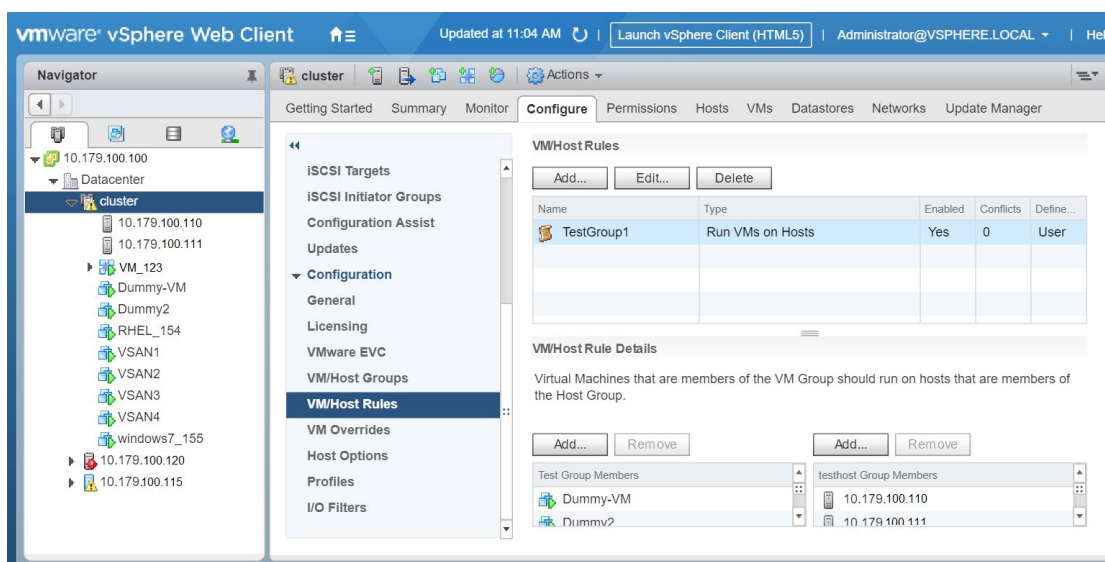 vmware® vSphere Web Client
Updated at 11:04 AM | Launch vSphere Client (HTML5) | Administrator@VSPHERE.LOCAL | Hel
Navigator
10.179.100.100
Datacenter
cluster
10.179.100.110
10.179.100.111
VM_123
Dummy-VM
Dummy2
RHEL_154
VSAN1
VSAN2
VSAN3
VSAN4
windows7_155
10.179.100.120
10.179.100.115
cluster Actions
Getting Started Summary Monitor Configure Permissions Hosts VMs Datastores Networks Update Manager
iSCSI Targets
iSCSI Initiator Groups
Configuration Assist
Updates
Configuration
General
Licensing
VMware EVC
VM/Host Groups
VM/Host Rules
VM Overrides
Host Options
Profiles
I/O Filters
VM/Host Rules
Add... Edit... Delete
Name Type Enabled Conflicts Define...
TestGroup1 Run VMs on Hosts Yes 0 User
VM/Host Rule Details
Virtual Machines that are members of the VM Group should run on hosts that are members of
the Host Group.
Add... Remove Add... Remove
Test Group Members testhost Group Members
Dummy-VM 10.179.100.110
Dummy2 10.179.100.111